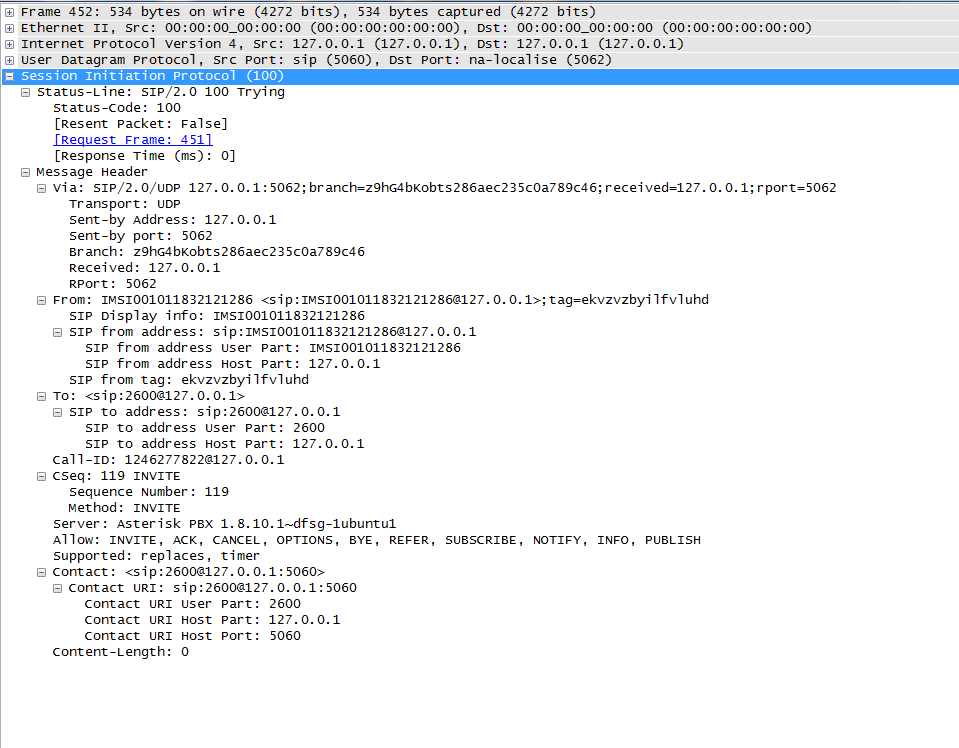 Frame 452: 534 bytes on wire (4272 bits), 534 bytes captured (4272 bits)
Ethernet II, Src: 00:00:00_00:00:00 (00:00:00:00:00:00), Dst: 00:00:00_00:00:00 (00:00:00:00:00:00)
Internet Protocol Version 4, Src: 127.0.0.1 (127.0.0.1), Dst: 127.0.0.1 (127.0.0.1)
User Datagram Protocol, Src Port: sip (5060), Dst Port: na-localise (5062)
Session Initiation Protocol (100)
Status-Line: SIP/2.0 100 Trying
Status-Code: 100
[Resent Packet: False]
[Request Frame: 451]
[Response Time (ms): 0]
Message Header
Via: SIP/2.0/UDP 127.0.0.1:5062;branch=z9hG4bKobts286aec235c0a789c46;received=127.0.0.1;rport=5062
Transport: UDP
Sent-by Address: 127.0.0.1
Sent-by port: 5062
Branch: z9hG4bKobts286aec235c0a789c46
Received: 127.0.0.1
RPort: 5062
From: IMSI001011832121286 <sip:IMSI001011832121286@127.0.0.1>;tag=ekvzvzbyilfvluhd
SIP Display info: IMSI001011832121286
SIP from address: sip:IMSI001011832121286@127.0.0.1
SIP from address User Part: IMSI001011832121286
SIP from address Host Part: 127.0.0.1
SIP from tag: ekvzvzbyilfvluhd
To: <sip:2600@127.0.0.1>
SIP to address: sip:2600@127.0.0.1
SIP to address User Part: 2600
SIP to address Host Part: 127.0.0.1
Call-ID: 1246277822@127.0.0.1
CSeq: 119 INVITE
Sequence Number: 119
Method: INVITE
Server: Asterisk PBX 1.8.10.1~dfsg-1ubuntu1
Allow: INVITE, ACK, CANCEL, OPTIONS, BYE, REFER, SUBSCRIBE, NOTIFY, INFO, PUBLISH
Supported: replaces, timer
Contact: <sip:2600@127.0.0.1:5060>
Contact URI: sip:2600@127.0.0.1:5060
Contact URI User Part: 2600
Contact URI Host Part: 127.0.0.1
Contact URI Host Port: 5060
Content-Length: 0